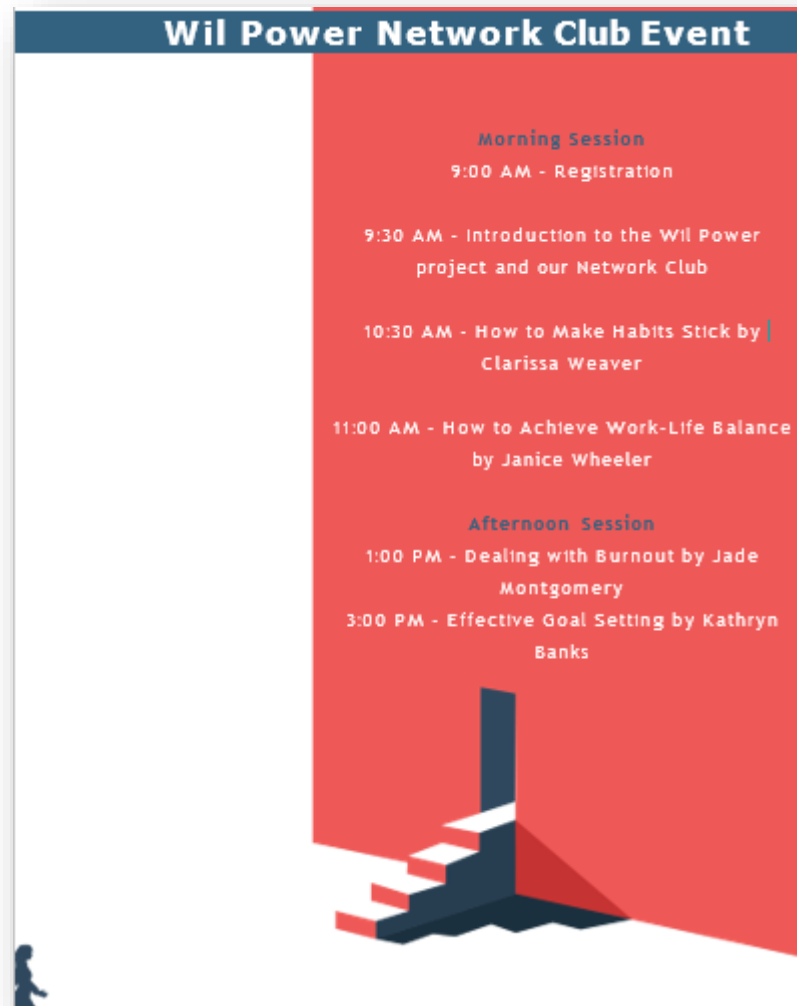 Wil Power Network Club Event
Morning Session
9:00 AM - Registration
9:30 AM - Introduction to the Wil Power
project and our Network Club
10:30 AM - How to Make Habits Stick by
Clarissa Weaver
11:00 AM - How to Achieve Work-Life Balance
by Janice Wheeler
Afternoon Session
1:00 PM - Dealing with Burnout by Jade
Montgomery
3:00 PM - Effective Goal Setting by Kathryn
Banks